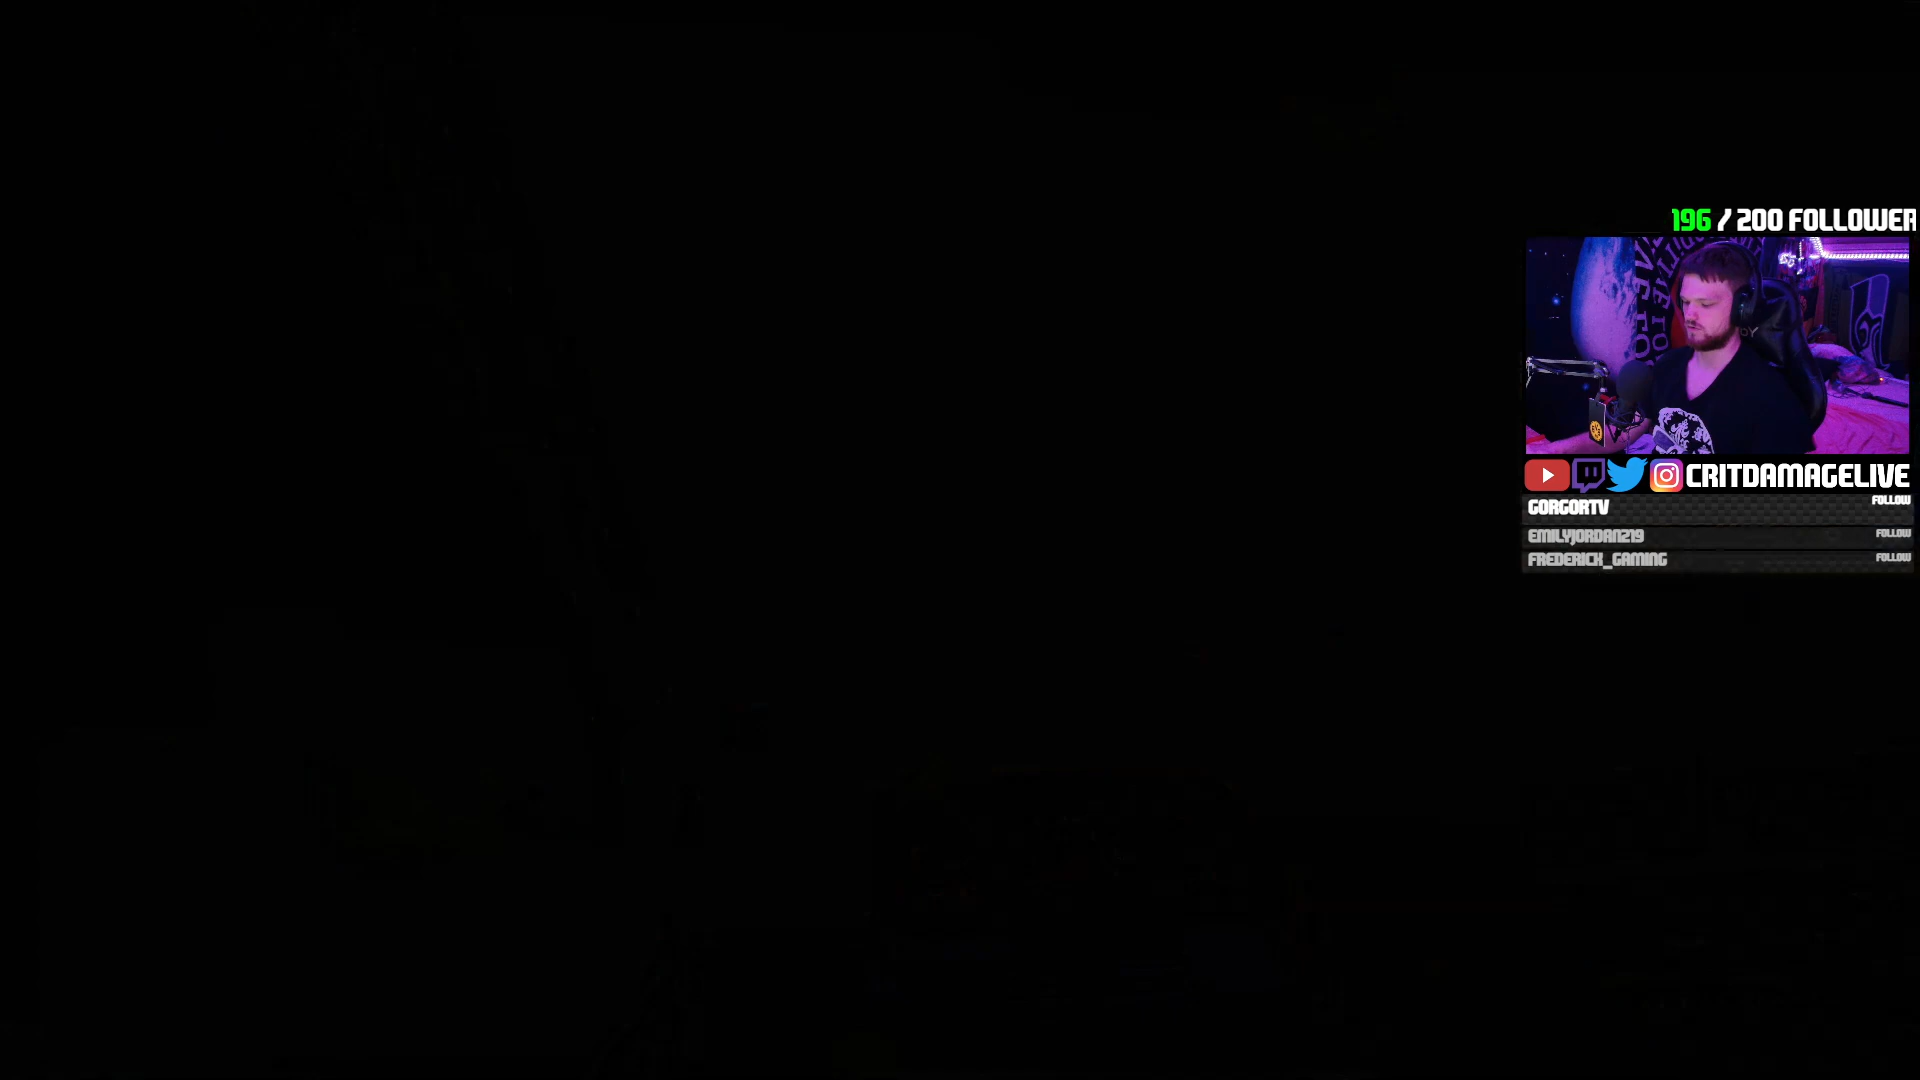 196 / 200 FOLLOWER
CRITDAMAGELIVE
GORGORTV FOLLOW
EMILYJORDAN219 FOLLOW
FREDERICK_GAMING FOLLOW